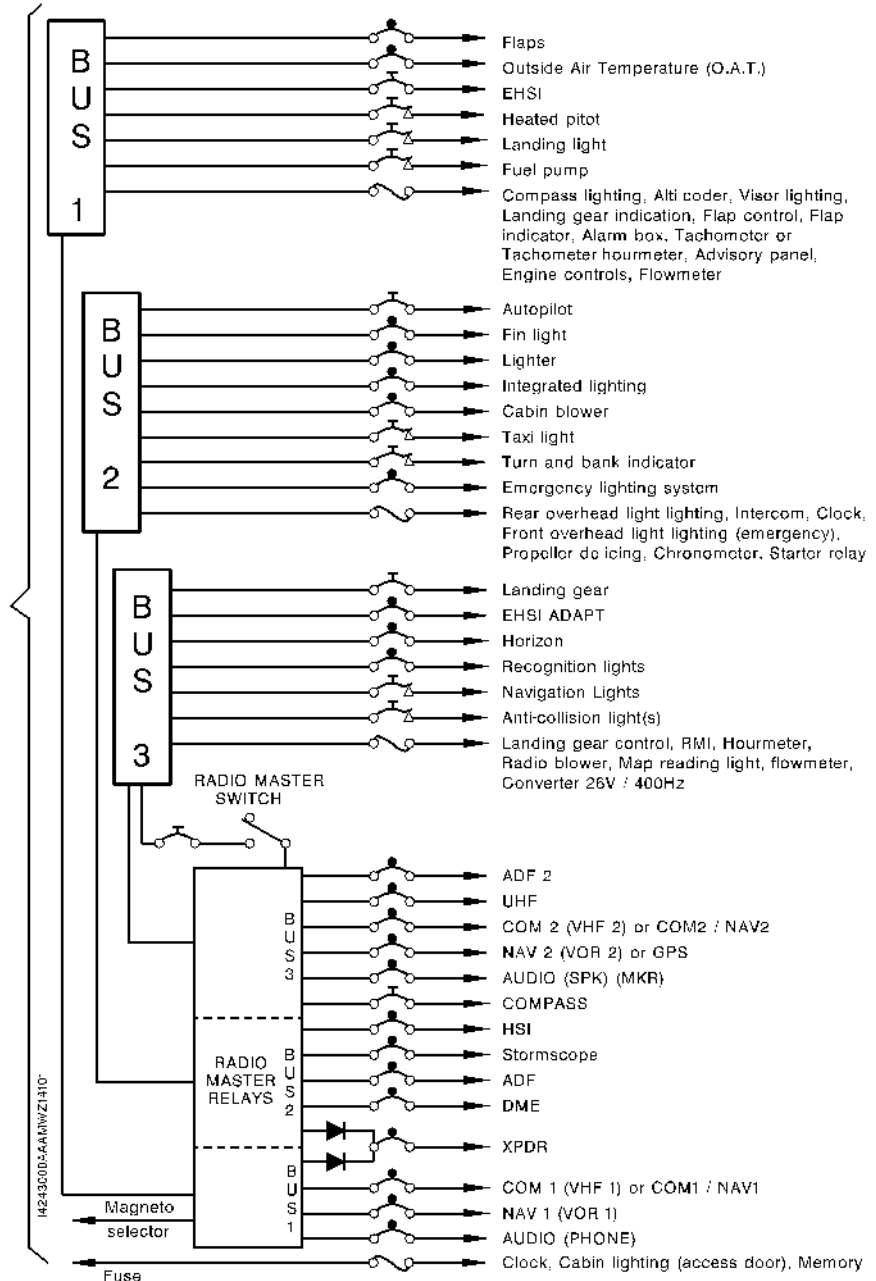 BUS 1
Flaps
Outside Air Temperature (O.A.T.)
EHSI
Heated pitot
Landing light
Fuel pump
Compass lighting, Alti coder, Visor lighting,
Landing gear indication, Flap control, Flap
indicator, Alarm box, Tachometer or
Tachometer hourmeter, Advisory panel,
Engine controls, Flowmeter
BUS 2
Autopilot
Fin light
Lighter
Integrated lighting
Cabin blower
Taxi light
Turn and bank indicator
Emergency lighting system
Rear overhead light lighting, Intercom, Clock,
Front overhead light lighting (emergency),
Propeller de icing, Chronometer, Starter relay
BUS 3
Landing gear
EHSI ADAPT
Horizon
Recognition lights
Navigation Lights
Anti-collision light(s)
Landing gear control, RMI, Hourmeter,
Radio blower, Map reading light, flowmeter,
Converter 26V / 400Hz
RADIO MASTER
SWITCH
BUS3
ADF 2
UHF
COM 2 (VHF 2) or COM2 / NAV2
NAV 2 (VOR 2) or GPS
AUDIO (SPK) (MKR)
COMPASS
RADIO
MASTER
RELAYS
BUS2
HSI
Stormscope
ADF
DME
XPDR
BUS1
COM 1 (VHF 1) or COM1 / NAV1
NAV 1 (VOR 1)
AUDIO (PHONE)
Magneto
selector
Fuse
Clock, Cabin lighting (access door), Memory